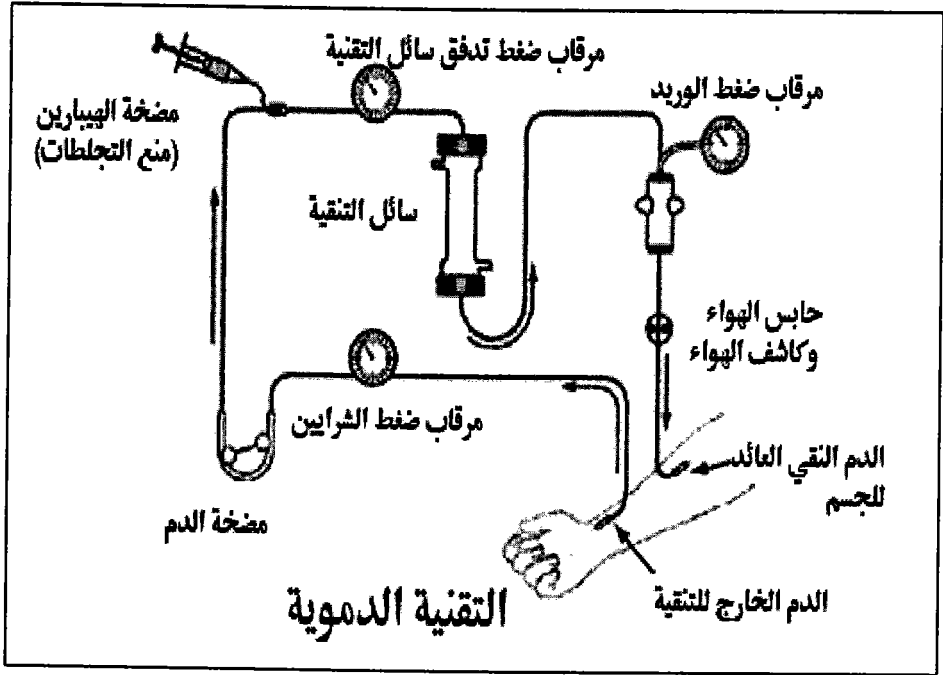 مرقاب ضغط تدفق سائل التقنية
مرقاب ضغط الوريد
مضخة الهيبارين
(منع التجلطات)
سائل التنقية
حابس الهواء
وكاشف الهواء
مرقاب ضغط الشرايين
الدم النقي العائد
للجسم
مضخة الدم
الدم الخارج للتنقية
التقنية الدموية